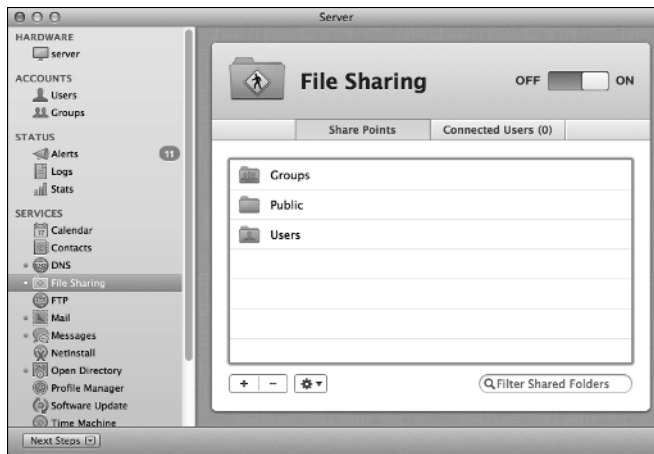 Server
HARDWARE
server
ACCOUNTS
Users
Groups
STATUS
Alerts 11
Logs
Stats
SERVICES
17 Calendar
Contacts
DNS
File Sharing
FTP
Mail
Messages
NetInstall
Open Directory
Profile Manager
Software Update
Time Machine
Next Steps
File Sharing OFF ON
Share Points Connected Users (0)
Groups
Public
Users
+ −
Filter Shared Folders